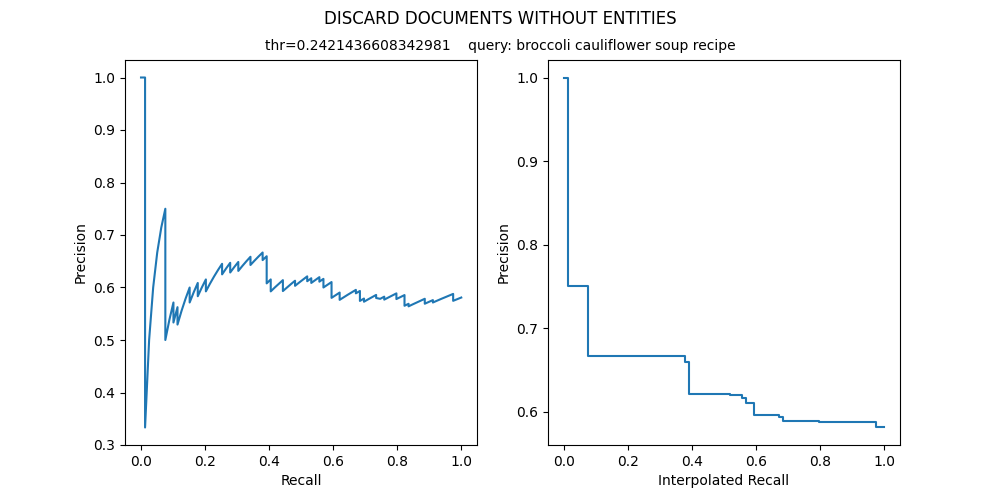 DISCARD DOCUMENTS WITHOUT ENTITIES
thr=0.2421436608342981    query: broccoli cauliflower soup recipe
1.0
0.9
0.8
0.7
0.6
0.5
0.4
0.3
Precision
0.0 0.2 0.4 0.6 0.8 1.0
Recall
1.0
0.9
0.8
0.7
0.6
Precision
0.0 0.2 0.4 0.6 0.8 1.0
Interpolated Recall